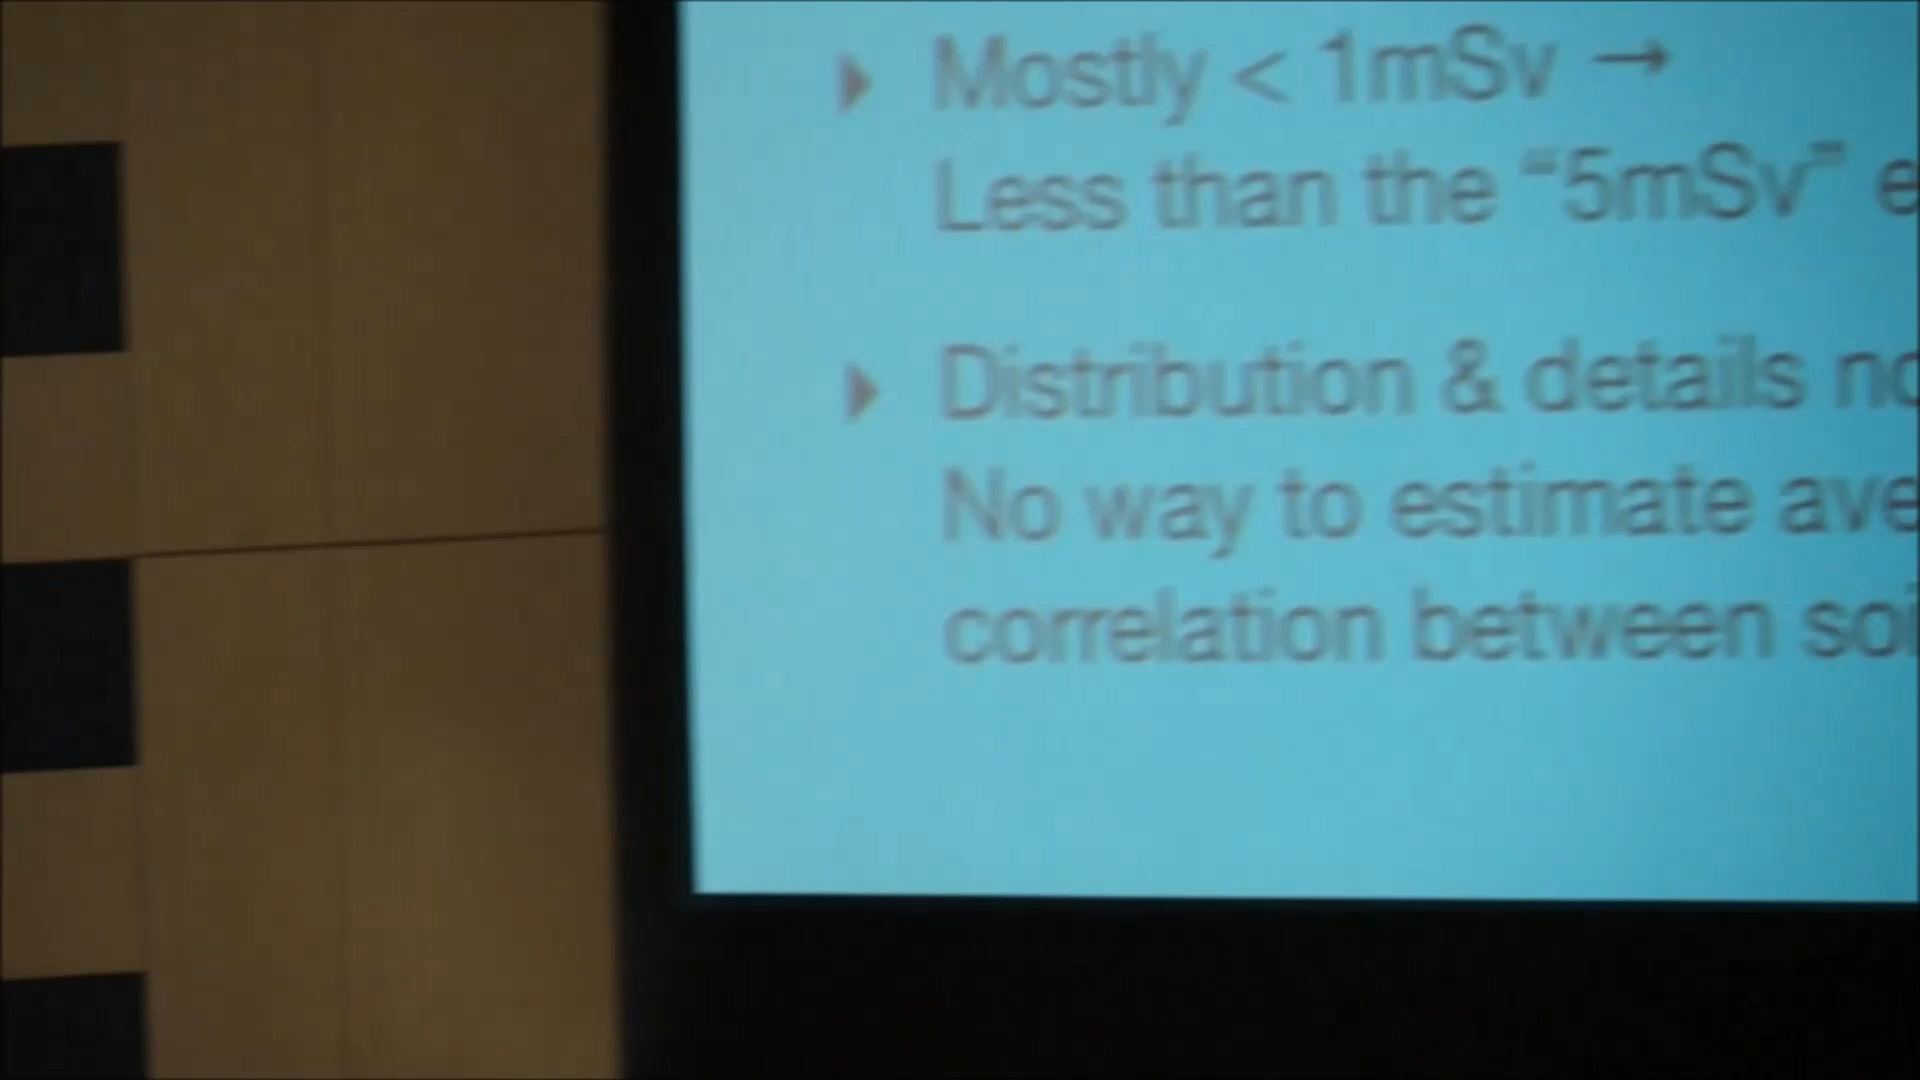 Mostly < 1mSv →
Less than the “5mSv”
Distribution & details
No way to estimate
correlation between